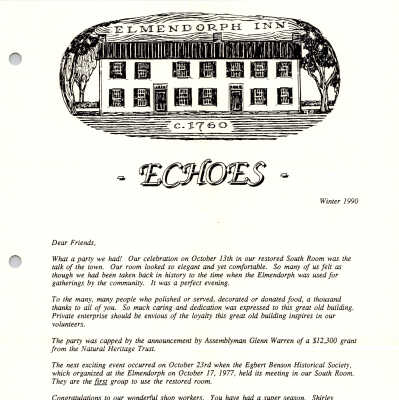 ELMENDORPH INN
C.1760
- ECHOES -
Winter 1990
Dear Friends,
What a party we had! Our celebration on October 13th in our restored South Room was the
talk of the town. Our room looked so elegant and yet comfortable. So many of us felt as
though we had been taken back in history to the time when the Elmendorph was used for
gatherings by the community. It was a perfect evening.
To the many, many people who polished or served, decorated or donated food, a thousand
thanks to all of you. So much caring and dedication was expressed to this great old building.
Private enterprise should be envious of the loyalty this great old building inspires in our
volunteers.
The party was capped by the announcement by Assemblyman Glenn Warren of a $12,300 grant
from the Natural Heritage Trust.
The next exciting event occurred on October 23rd when the Egbert Benson Historical Society,
which organized at the Elmendorph on October 17, 1977, held its meeting in our South Room.
They are the first group to use the restored room.
Congratulations to our wonderful shop workers. You have had a super season. Shirley